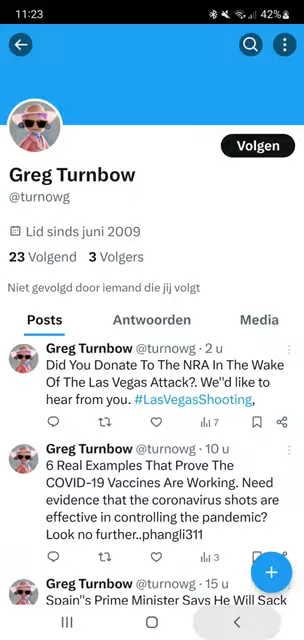 11:23
42%
Volgen
Greg Turnbow
@turnowg
Lid sinds juni 2009
23 Volgend 3 Volgers
Niet gevolgd door iemand die jij volgt
Posts Antwoorden Media
Greg Turnbow @turnowg · 2 u
Did You Donate To The NRA In The Wake
Of The Las Vegas Attack?. We"d like to
hear from you. #LasVegasShooting,
7
Greg Turnbow @turnowg · 10 u
6 Real Examples That Prove The
COVID-19 Vaccines Are Working. Need
evidence that the coronavirus shots are
effective in controlling the pandemic?
Look no further..phangli311
3
Greg Turnbow @turnowg · 15 u
Spain"s Prime Minister Says He Will Sack